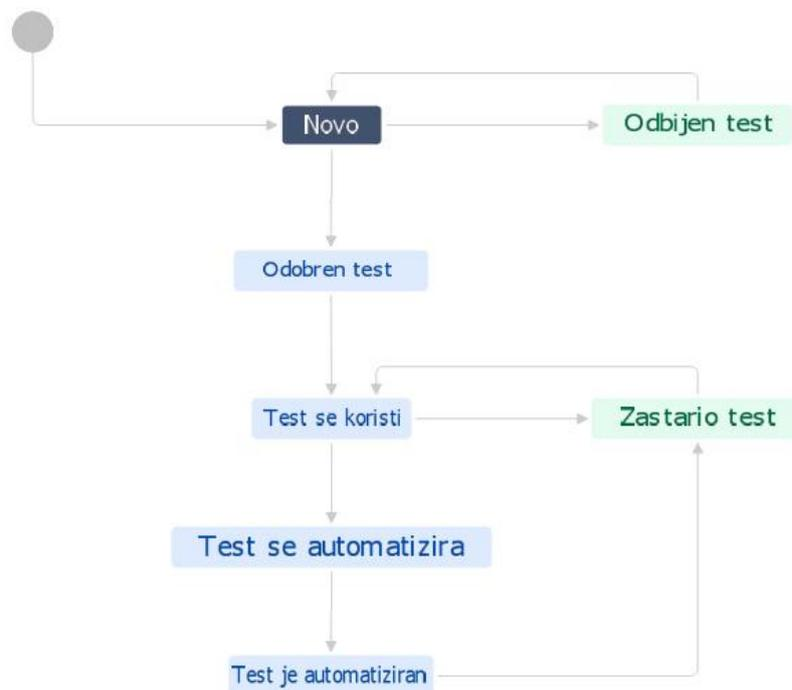 Novo
Odbijen test
Odobren test
Test se koristi
Zastario test
Test se automatizira
Test je automatiziran